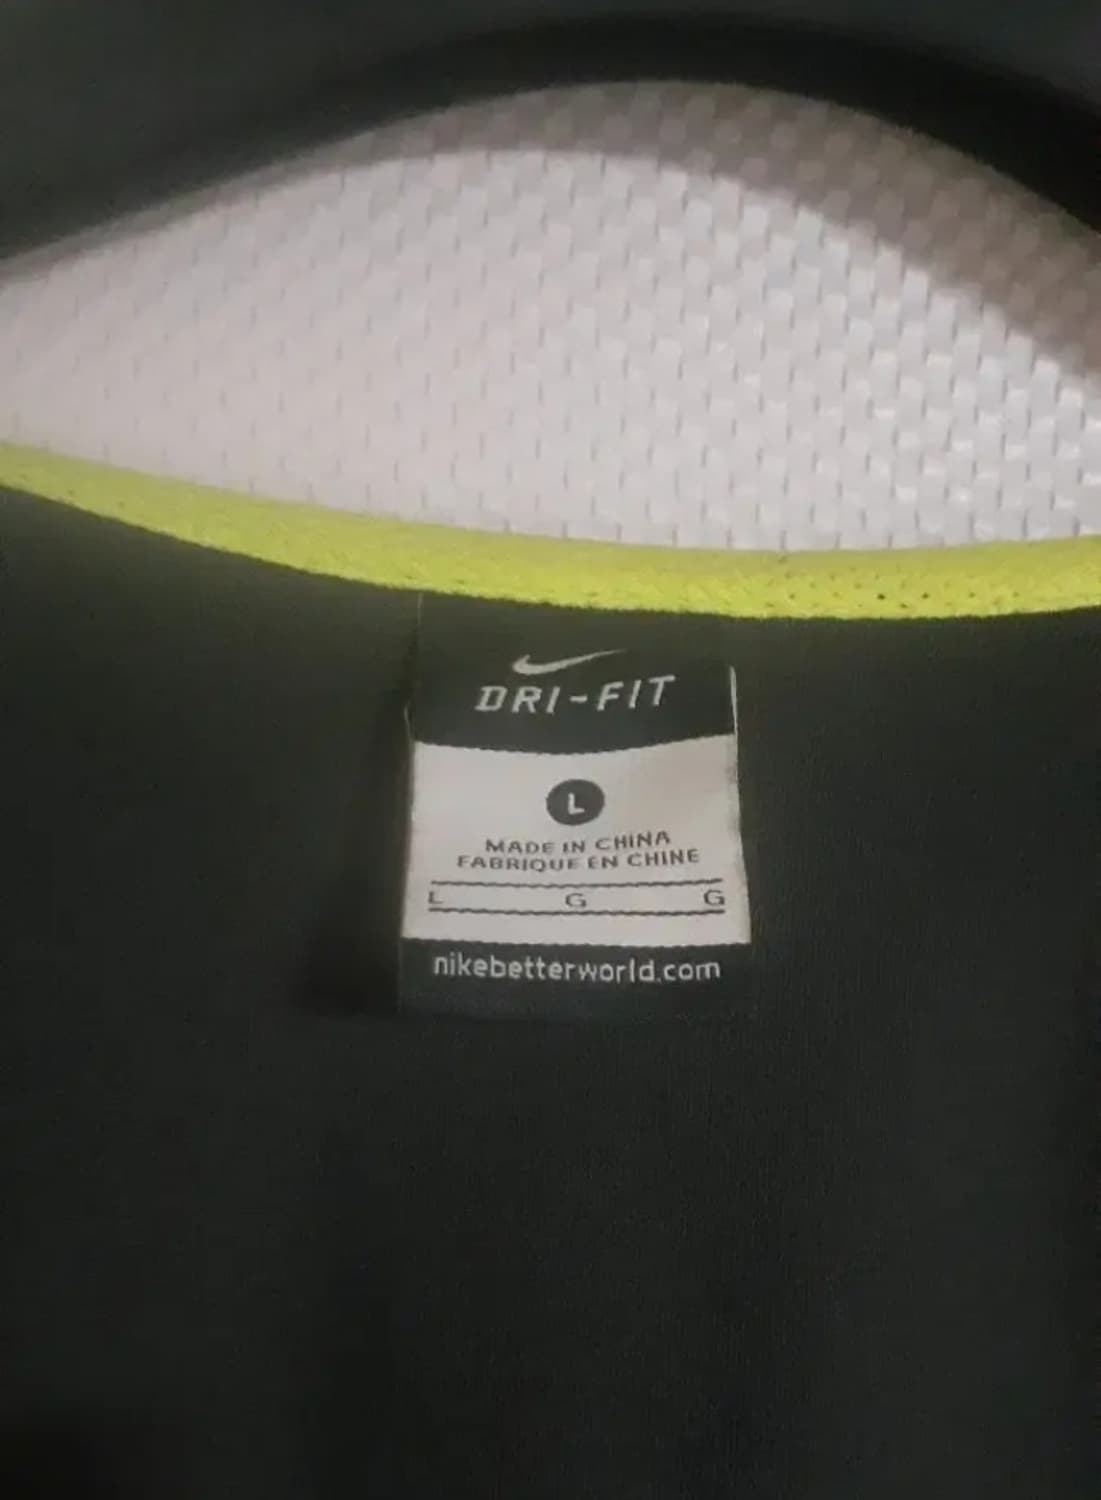 DRI-FIT
L
MADE IN CHINA
FABRIQUE EN CHINE
L G G
nikebetterworld.com